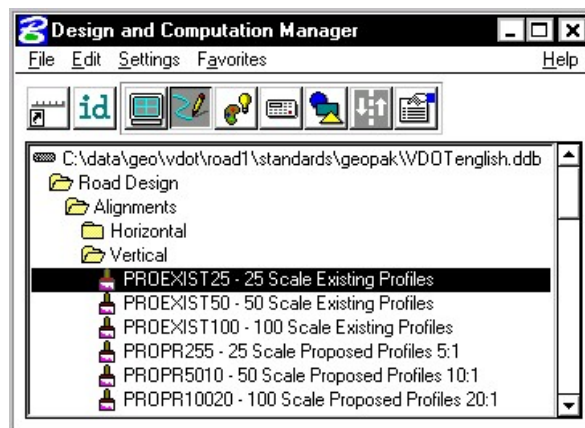 Design and Computation Manager
File Edit Settings Favorites Help
id
C:\data\geo\vdot\road1\standards\geopak\VDOTenglish.ddb
Road Design
Alignments
Horizontal
Vertical
PROEXIST25 - 25 Scale Existing Profiles
PROEXIST50 - 50 Scale Existing Profiles
PROEXIST100 - 100 Scale Existing Profiles
PROPR255 - 25 Scale Proposed Profiles 5:1
PROPR5010 - 50 Scale Proposed Profiles 10:1
PROPR10020 - 100 Scale Proposed Profiles 20:1